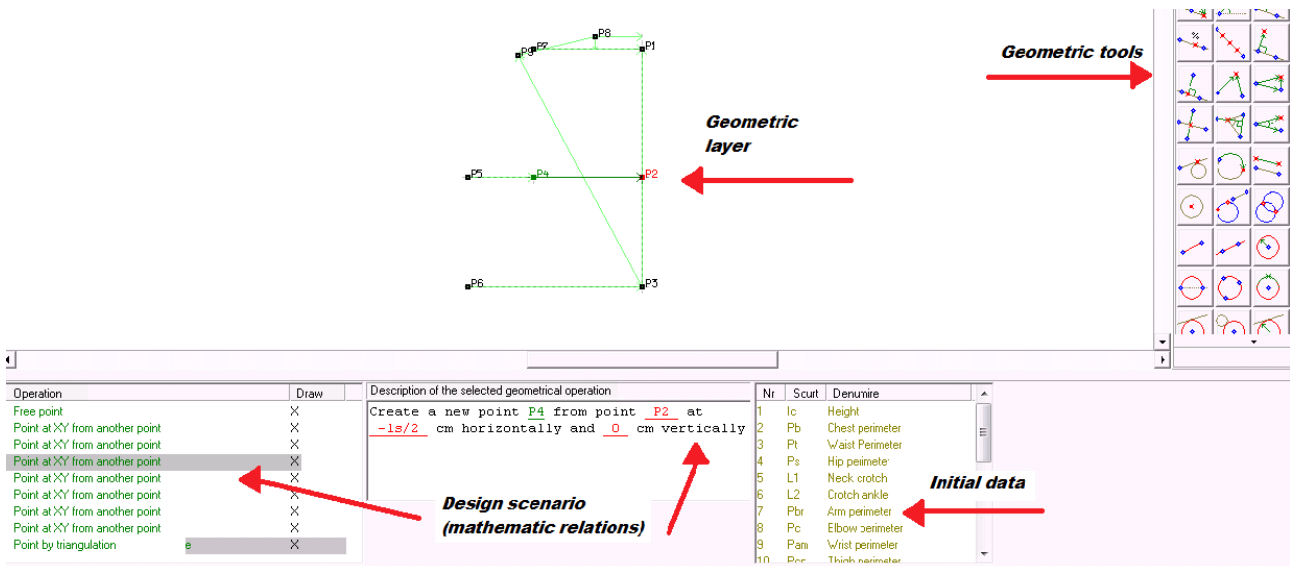 P8
P9 P7 P1
Geometric tools
%
Geometric
layer
P5 P4 P2
P6 P3
Operation Draw
Free point X
Point at XY from another point X
Point at XY from another point X
Point at XY from another point X
Point at XY from another point X
Point at XY from another point X
Point at XY from another point X
Point at XY from another point X
Point by triangulation e X
Description of the selected geometrical operation
Create a new point P4 from point P2 at
-ls/2 cm horizontally and 0 cm vertically
Design scenario
(mathematic relations)
Nr Scurt Denumire
1 Ic Height
2 Pb Chest perimeter
3 Pt Waist Perimeter
4 Ps Hip perimeter
5 L1 Neck crotch
6 L2 Crotch ankle
7 Pbr Arm perimeter
8 Pc Elbow perimeter
9 Pam Wrist perimeter
10 Thigh perimeter
Initial data